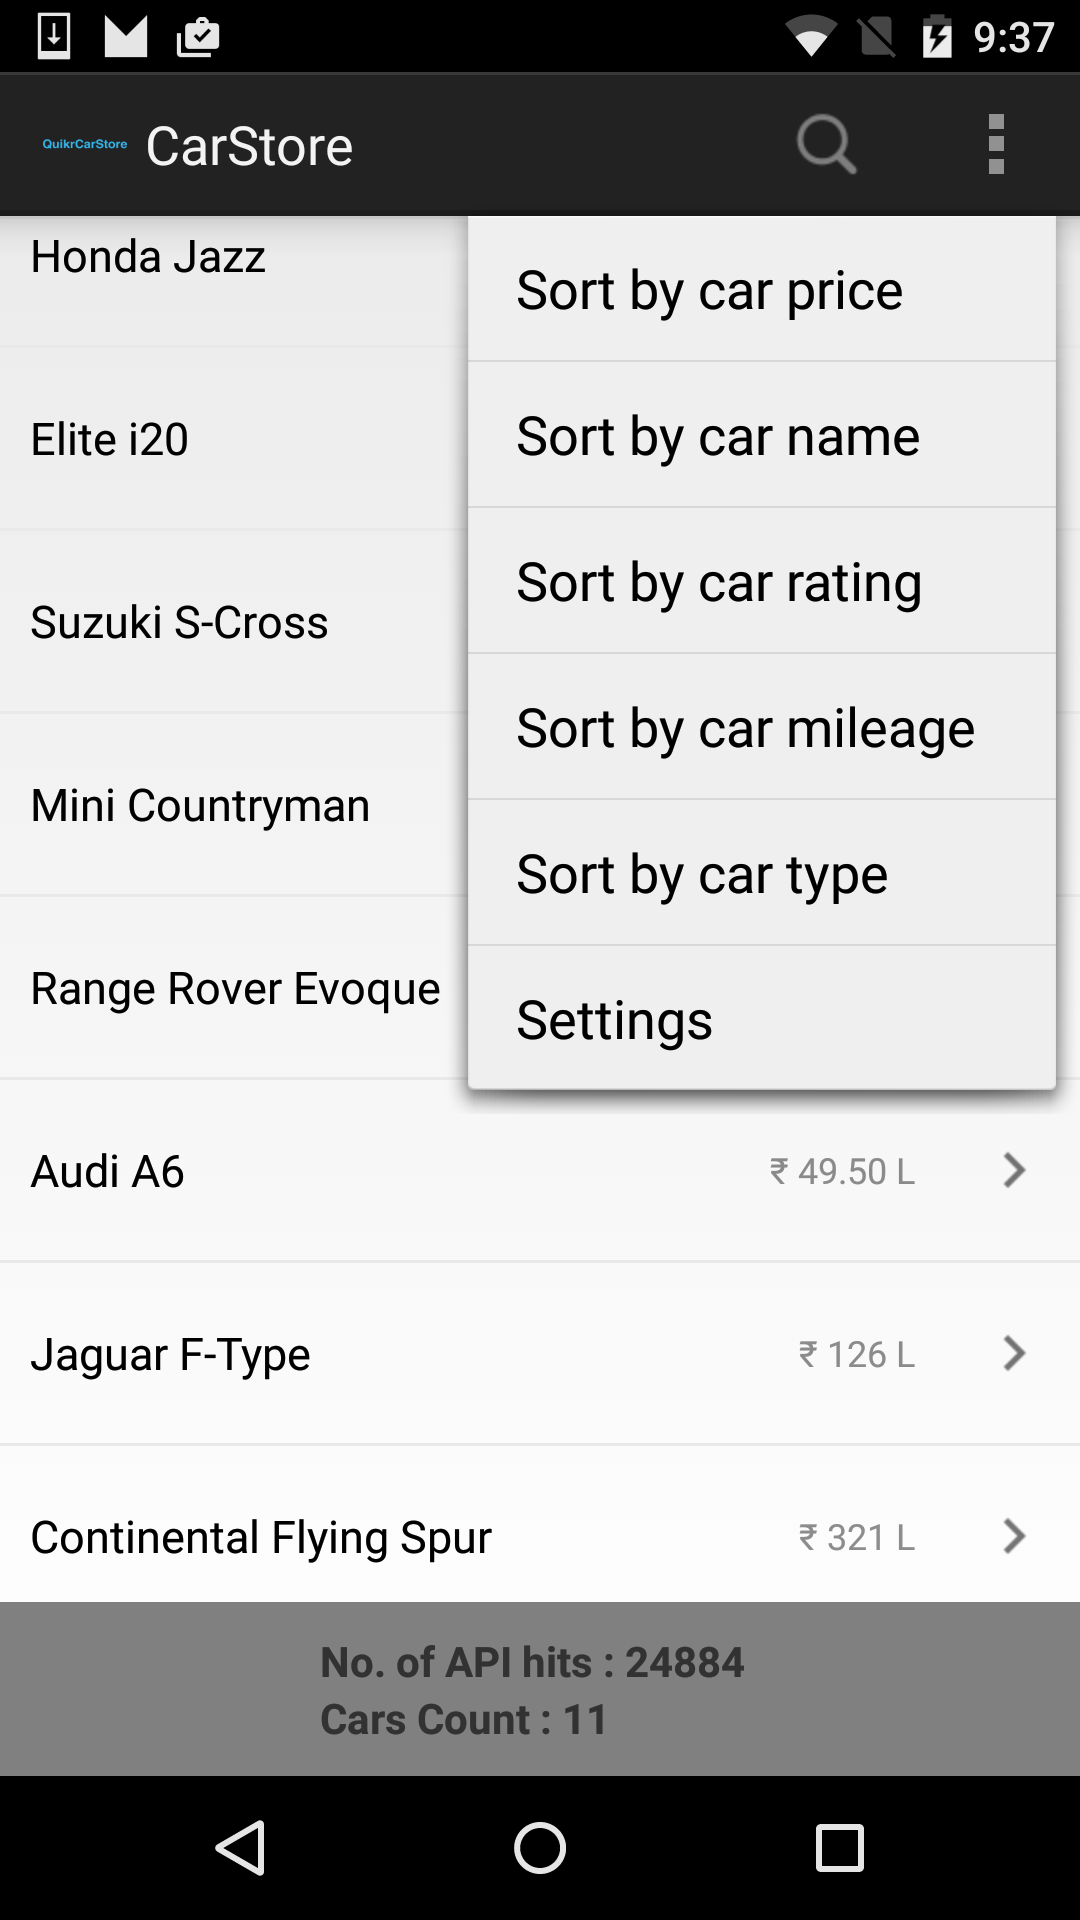 9:37
QuikrCarStore CarStore
Honda Jazz
Elite i20
Suzuki S-Cross
Mini Countryman
Range Rover Evoque
Sort by car price
Sort by car name
Sort by car rating
Sort by car mileage
Sort by car type
Settings
Audi A6 ₹ 49.50 L
Jaguar F-Type ₹ 126 L
Continental Flying Spur ₹ 321 L
No. of API hits : 24884
Cars Count : 11